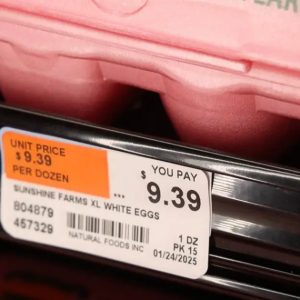 UNIT PRICE
$ 9.39
PER DOZEN
YOU PAY
$ 9.39
SUNSHINE FARMS XL WHITE EGGS
804879
457329
NATURAL FOODS INC
1 DZ
PK 15
01/24/2025